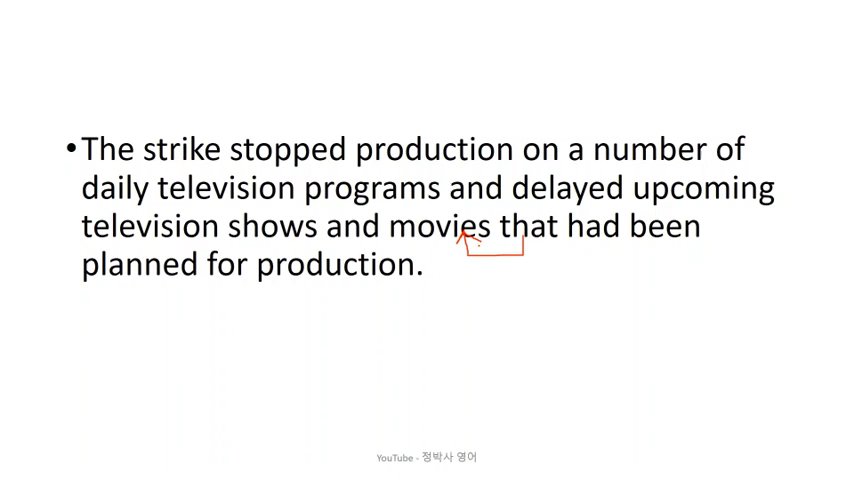 •The strike stopped production on a number of
daily television programs and delayed upcoming
television shows and movies that had been
planned for production.
YouTube - 정박사 영어